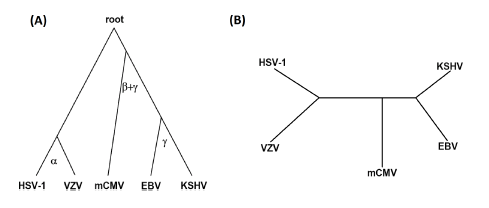 (A)
root
β+γ
α
γ
HSV-1 VZV mCMV EBV KSHV
(B)
HSV-1
KSHV
VZV
EBV
mCMV